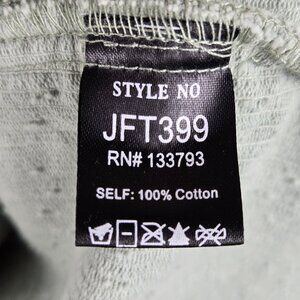 STYLE NO
JFT399
RN# 133793
SELF: 100% Cotton